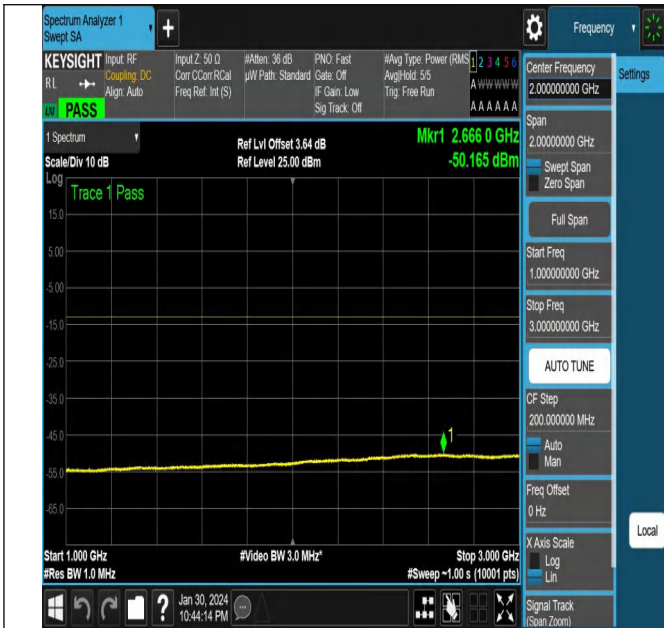 Spectrum Analyzer 1
Swept SA
Frequency
KEYSIGHT
RL
PASS
Input: RF
Coupling: DC
Align: Auto
Input Z: 50 Ω
Corr CCorr RCal
Freq Ref: Int (S)
#Atten: 36 dB
µW Path: Standard
PNO: Fast
Gate: Off
IF Gain: Low
Sig Track: Off
#Avg Type: Power (RMS
Avg|Hold: 5/5
Trig: Free Run
1 2 3 4 5 6
A W W W W W
A A A A A A
1 Spectrum
Scale/Div 10 dB
Ref Lvl Offset 3.64 dB
Ref Level 25.00 dBm
Mkr1 2.666 0 GHz
-50.165 dBm
Log
Trace 1 Pass
15.0
5.00
-5.00
-15.0
-25.0
-35.0
-45.0
-55.0
-65.0
1
Start 1.000 GHz
#Res BW 1.0 MHz
#Video BW 3.0 MHz*
Stop 3.000 GHz
#Sweep ~1.00 s (10001 pts)
?
Jan 30, 2024
10:44:14 PM
Center Frequency
2.000000000 GHz
Settings
Span
2.00000000 GHz
Swept Span
Zero Span
Full Span
Start Freq
1.000000000 GHz
Stop Freq
3.000000000 GHz
AUTO TUNE
CF Step
200.000000 MHz
Auto
Man
Freq Offset
0 Hz
X Axis Scale
Log
Lin
Local
Signal Track
(Span Zoom)